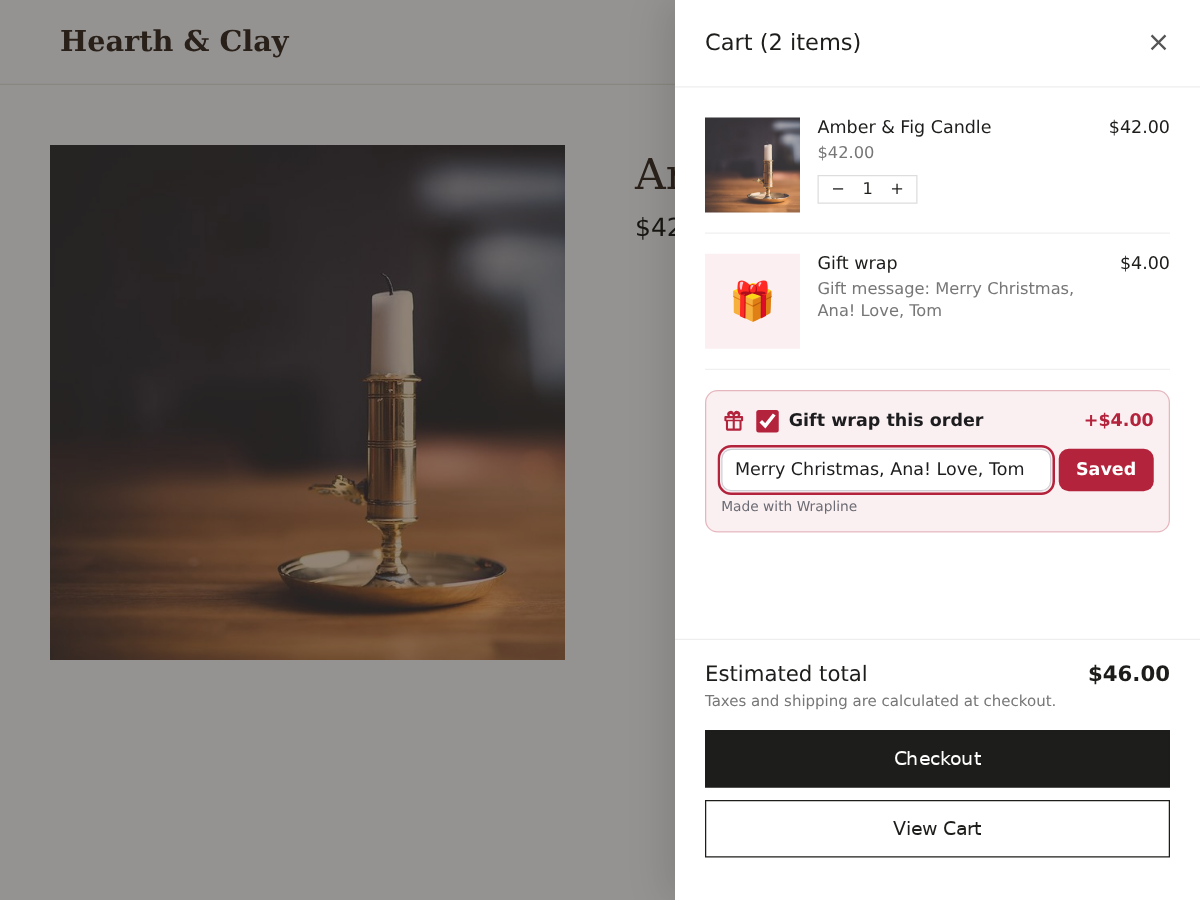 Hearth & Clay
Ar
$42
Cart (2 items)
Amber & Fig Candle
$42.00
$42.00
− 1 +
Gift wrap
$4.00
Gift message: Merry Christmas,
Ana! Love, Tom
Gift wrap this order
+$4.00
Merry Christmas, Ana! Love, Tom
Saved
Made with Wrapline
Estimated total
$46.00
Taxes and shipping are calculated at checkout.
Checkout
View Cart